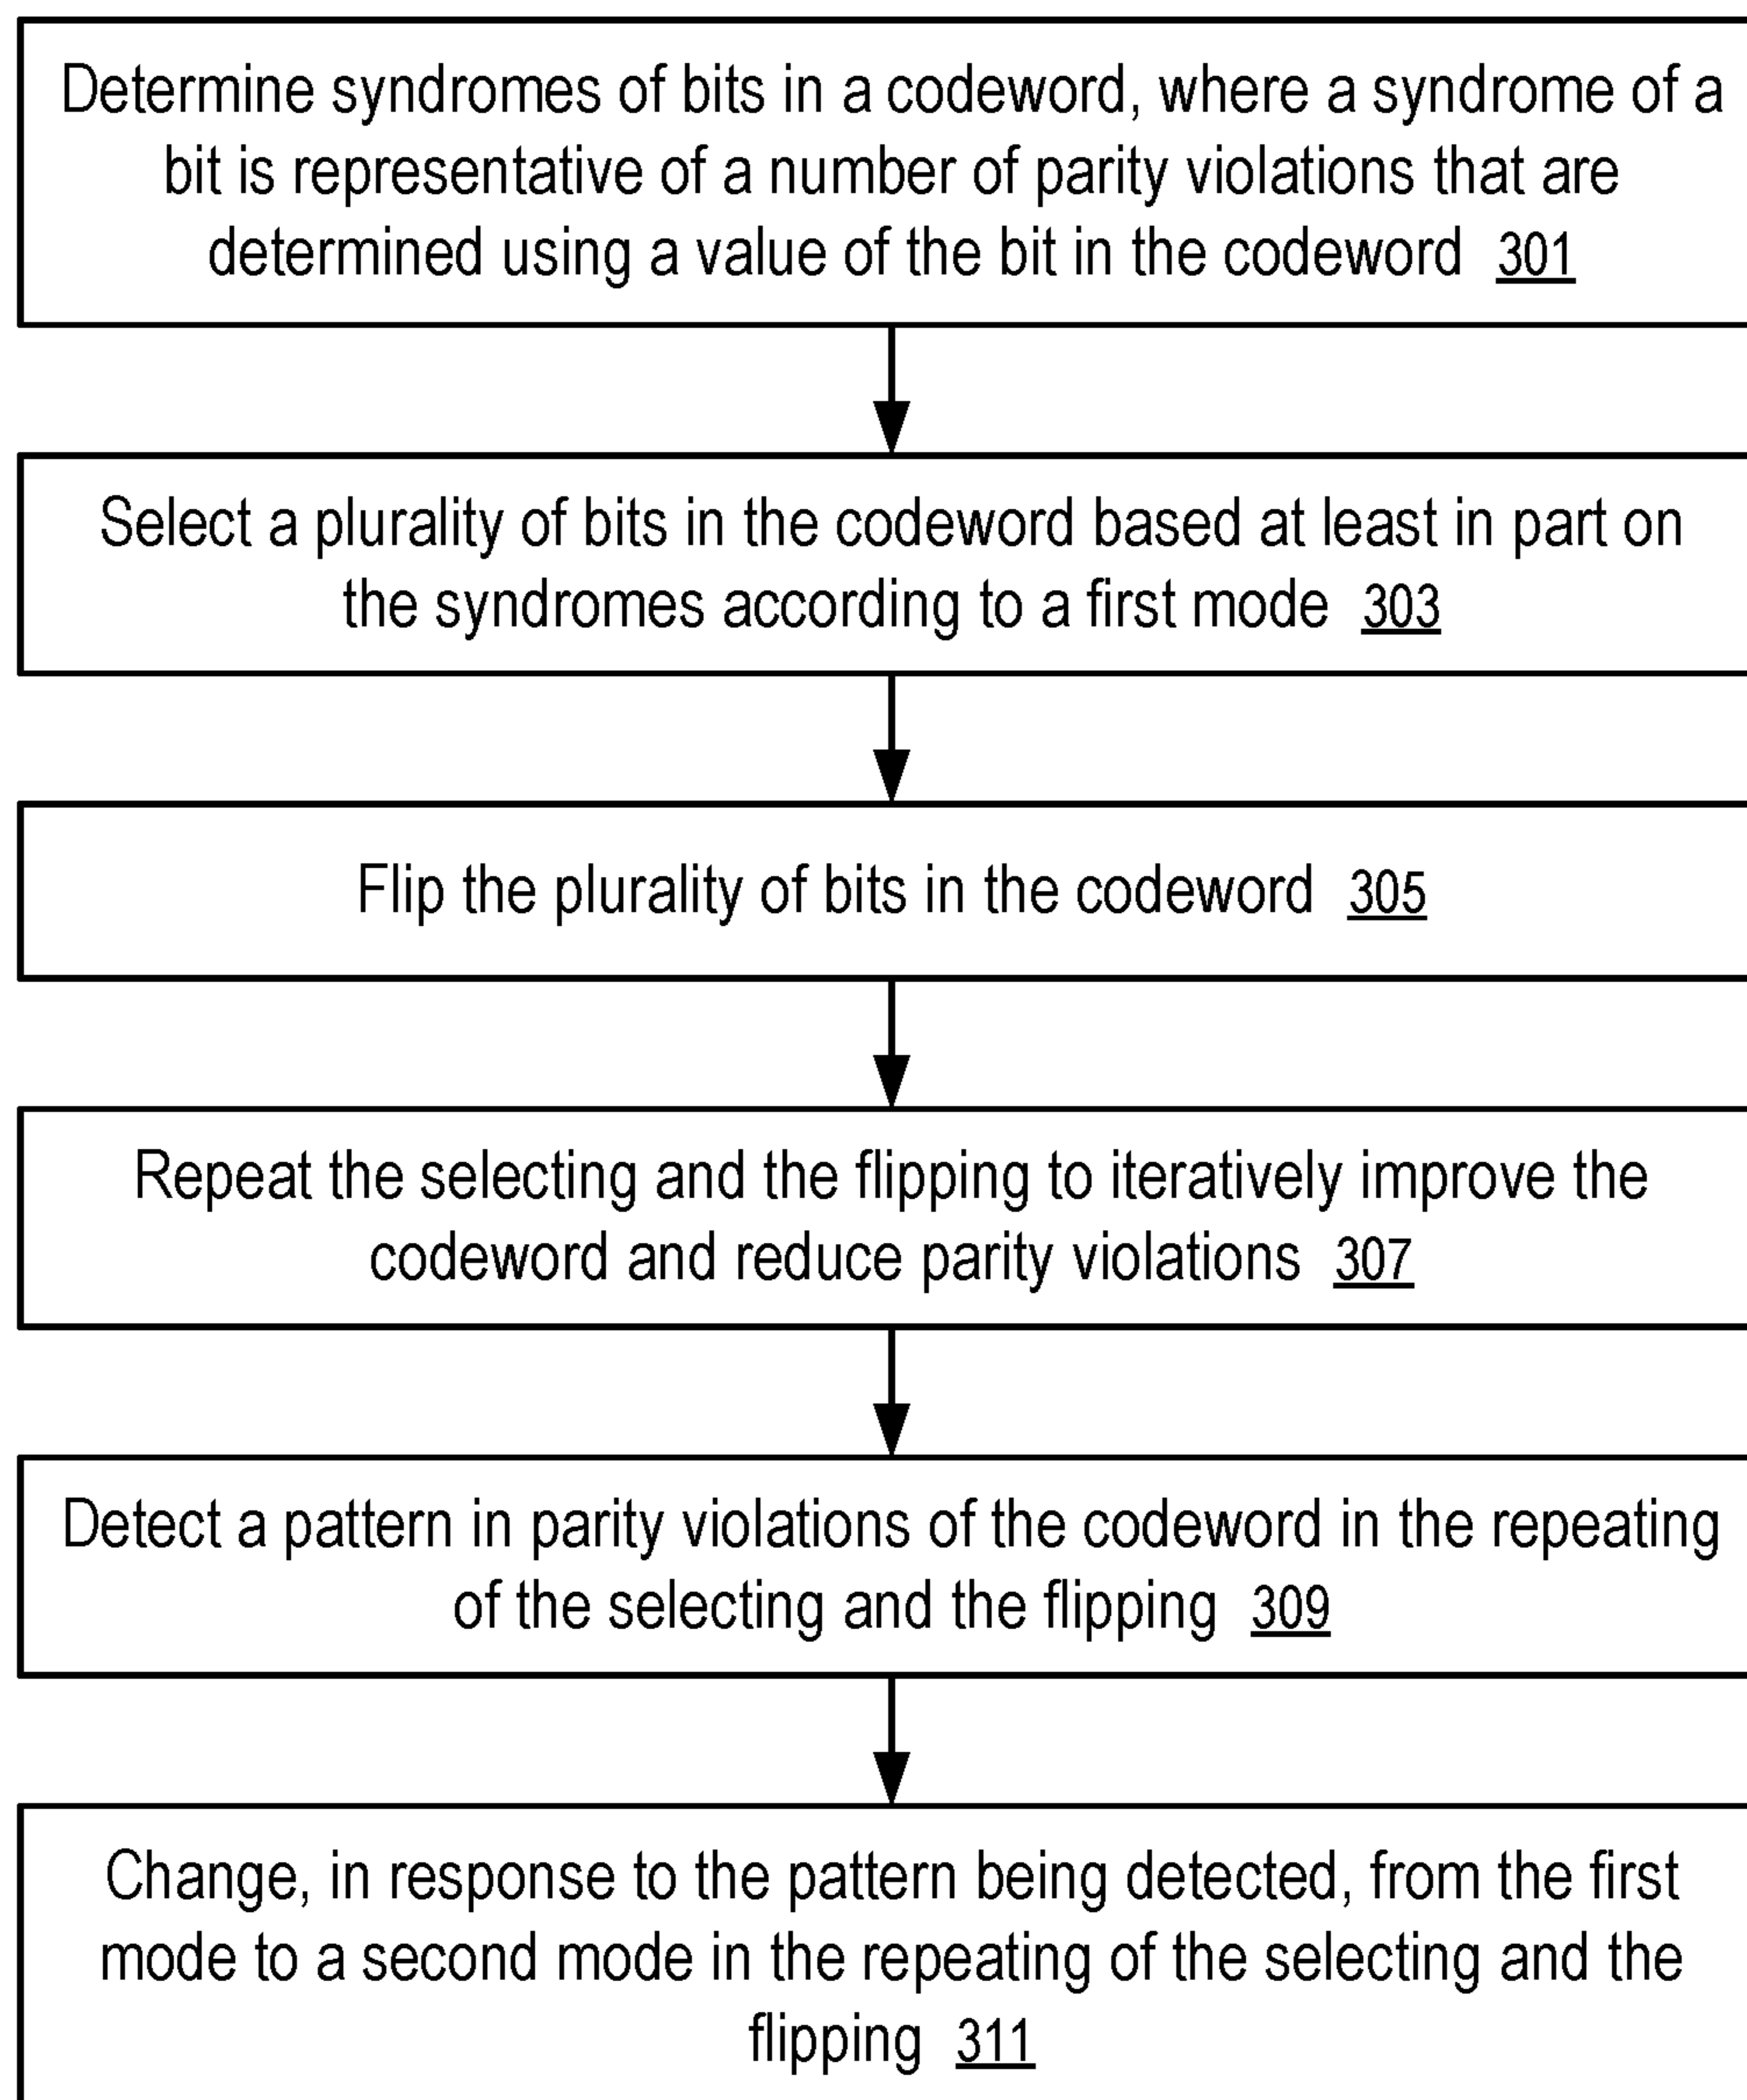 Determine syndromes of bits in a codeword, where a syndrome of a
bit is representative of a number of parity violations that are
determined using a value of the bit in the codeword 301
Select a plurality of bits in the codeword based at least in part on
the syndromes according to a first mode 303
Flip the plurality of bits in the codeword 305
Repeat the selecting and the flipping to iteratively improve the
codeword and reduce parity violations 307
Detect a pattern in parity violations of the codeword in the repeating
of the selecting and the flipping 309
Change, in response to the pattern being detected, from the first
mode to a second mode in the repeating of the selecting and the
flipping 311